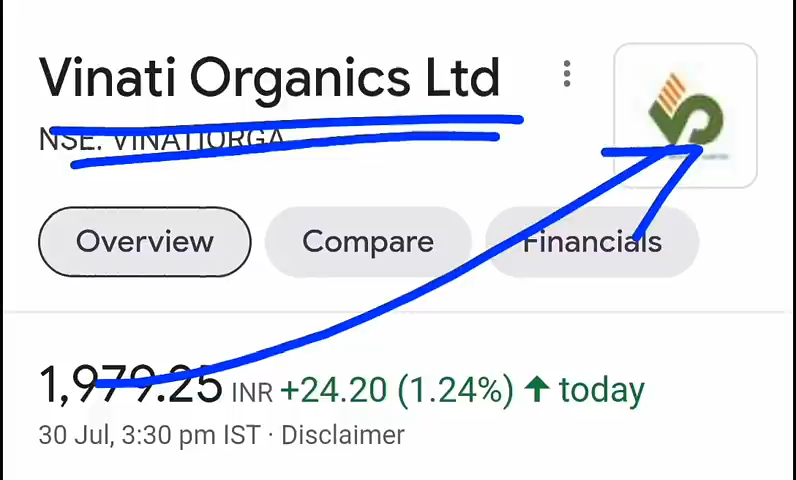 Vinati Organics Ltd
NSE: VINATIORGA
Overview
Compare
Financials
1,979.25 INR +24.20 (1.24%) ↑ today
30 Jul, 3:30 pm IST · Disclaimer